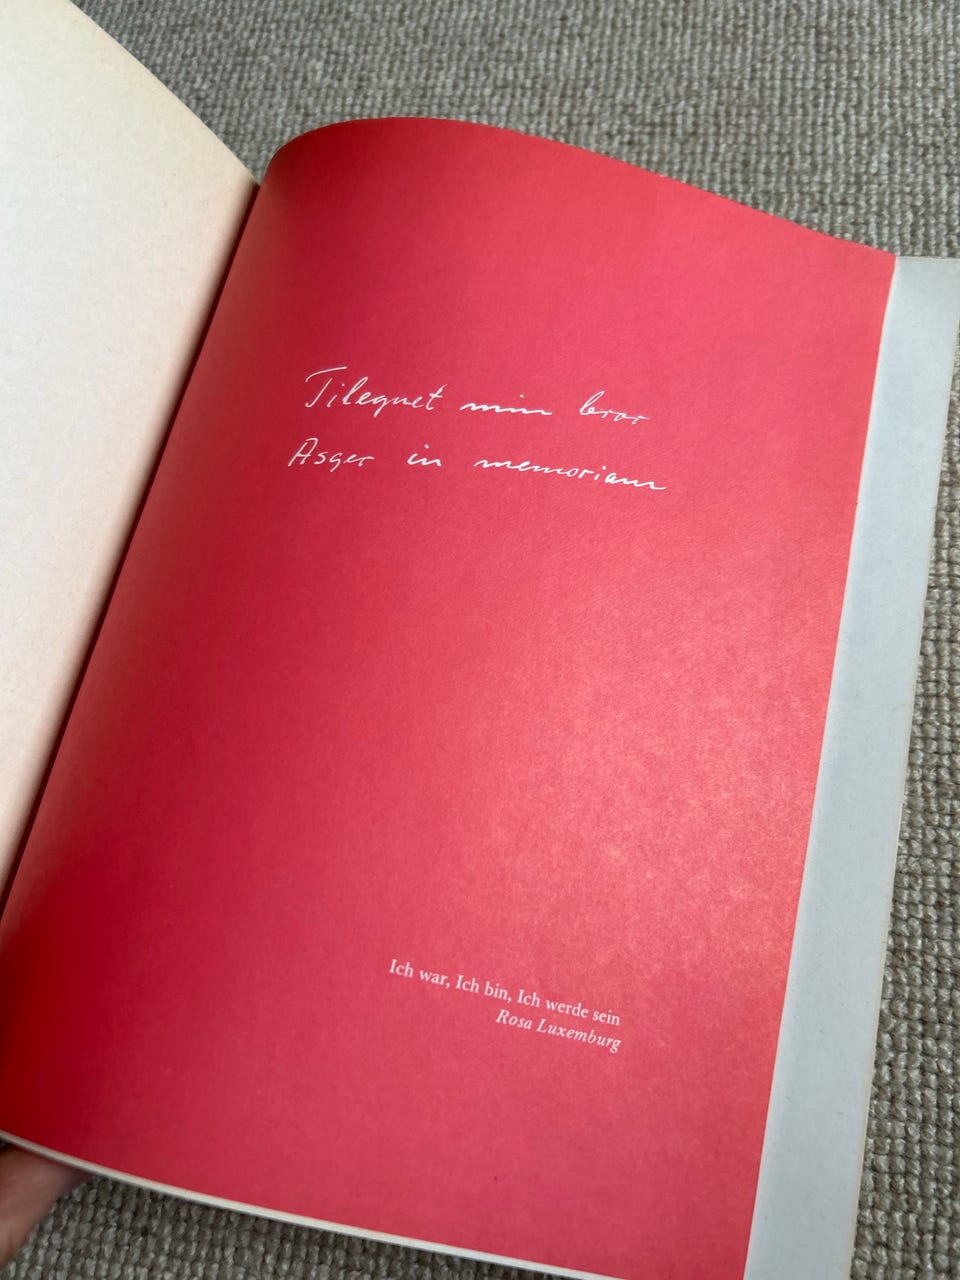 Tilegnet min bror
Asger in memoriam
Ich war, Ich bin, Ich werde sein
Rosa Luxemburg